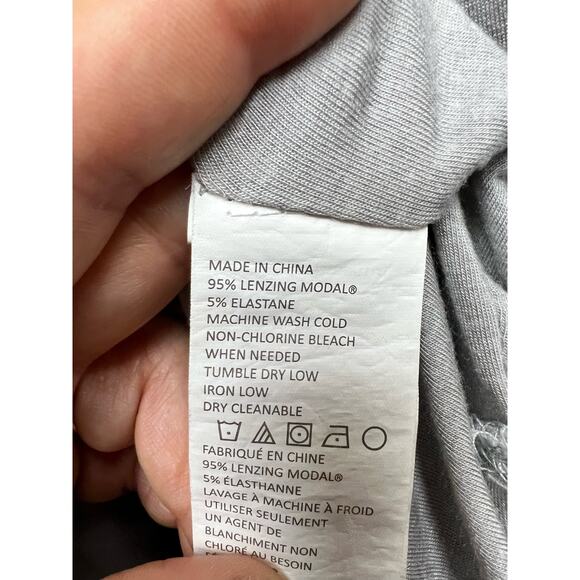 MADE IN CHINA
95% LENZING MODAL®
5% ELASTANE
MACHINE WASH COLD
NON-CHLORINE BLEACH
WHEN NEEDED
TUMBLE DRY LOW
IRON LOW
DRY CLEANABLE
FABRIQUÉ EN CHINE
95% LENZING MODAL®
5% ÉLASTHANNE
LAVAGE À MACHINE À FROID
UTILISER SEULEMENT
UN AGENT DE
BLANCHIMENT NON
CHLORÉ AU BESOIN